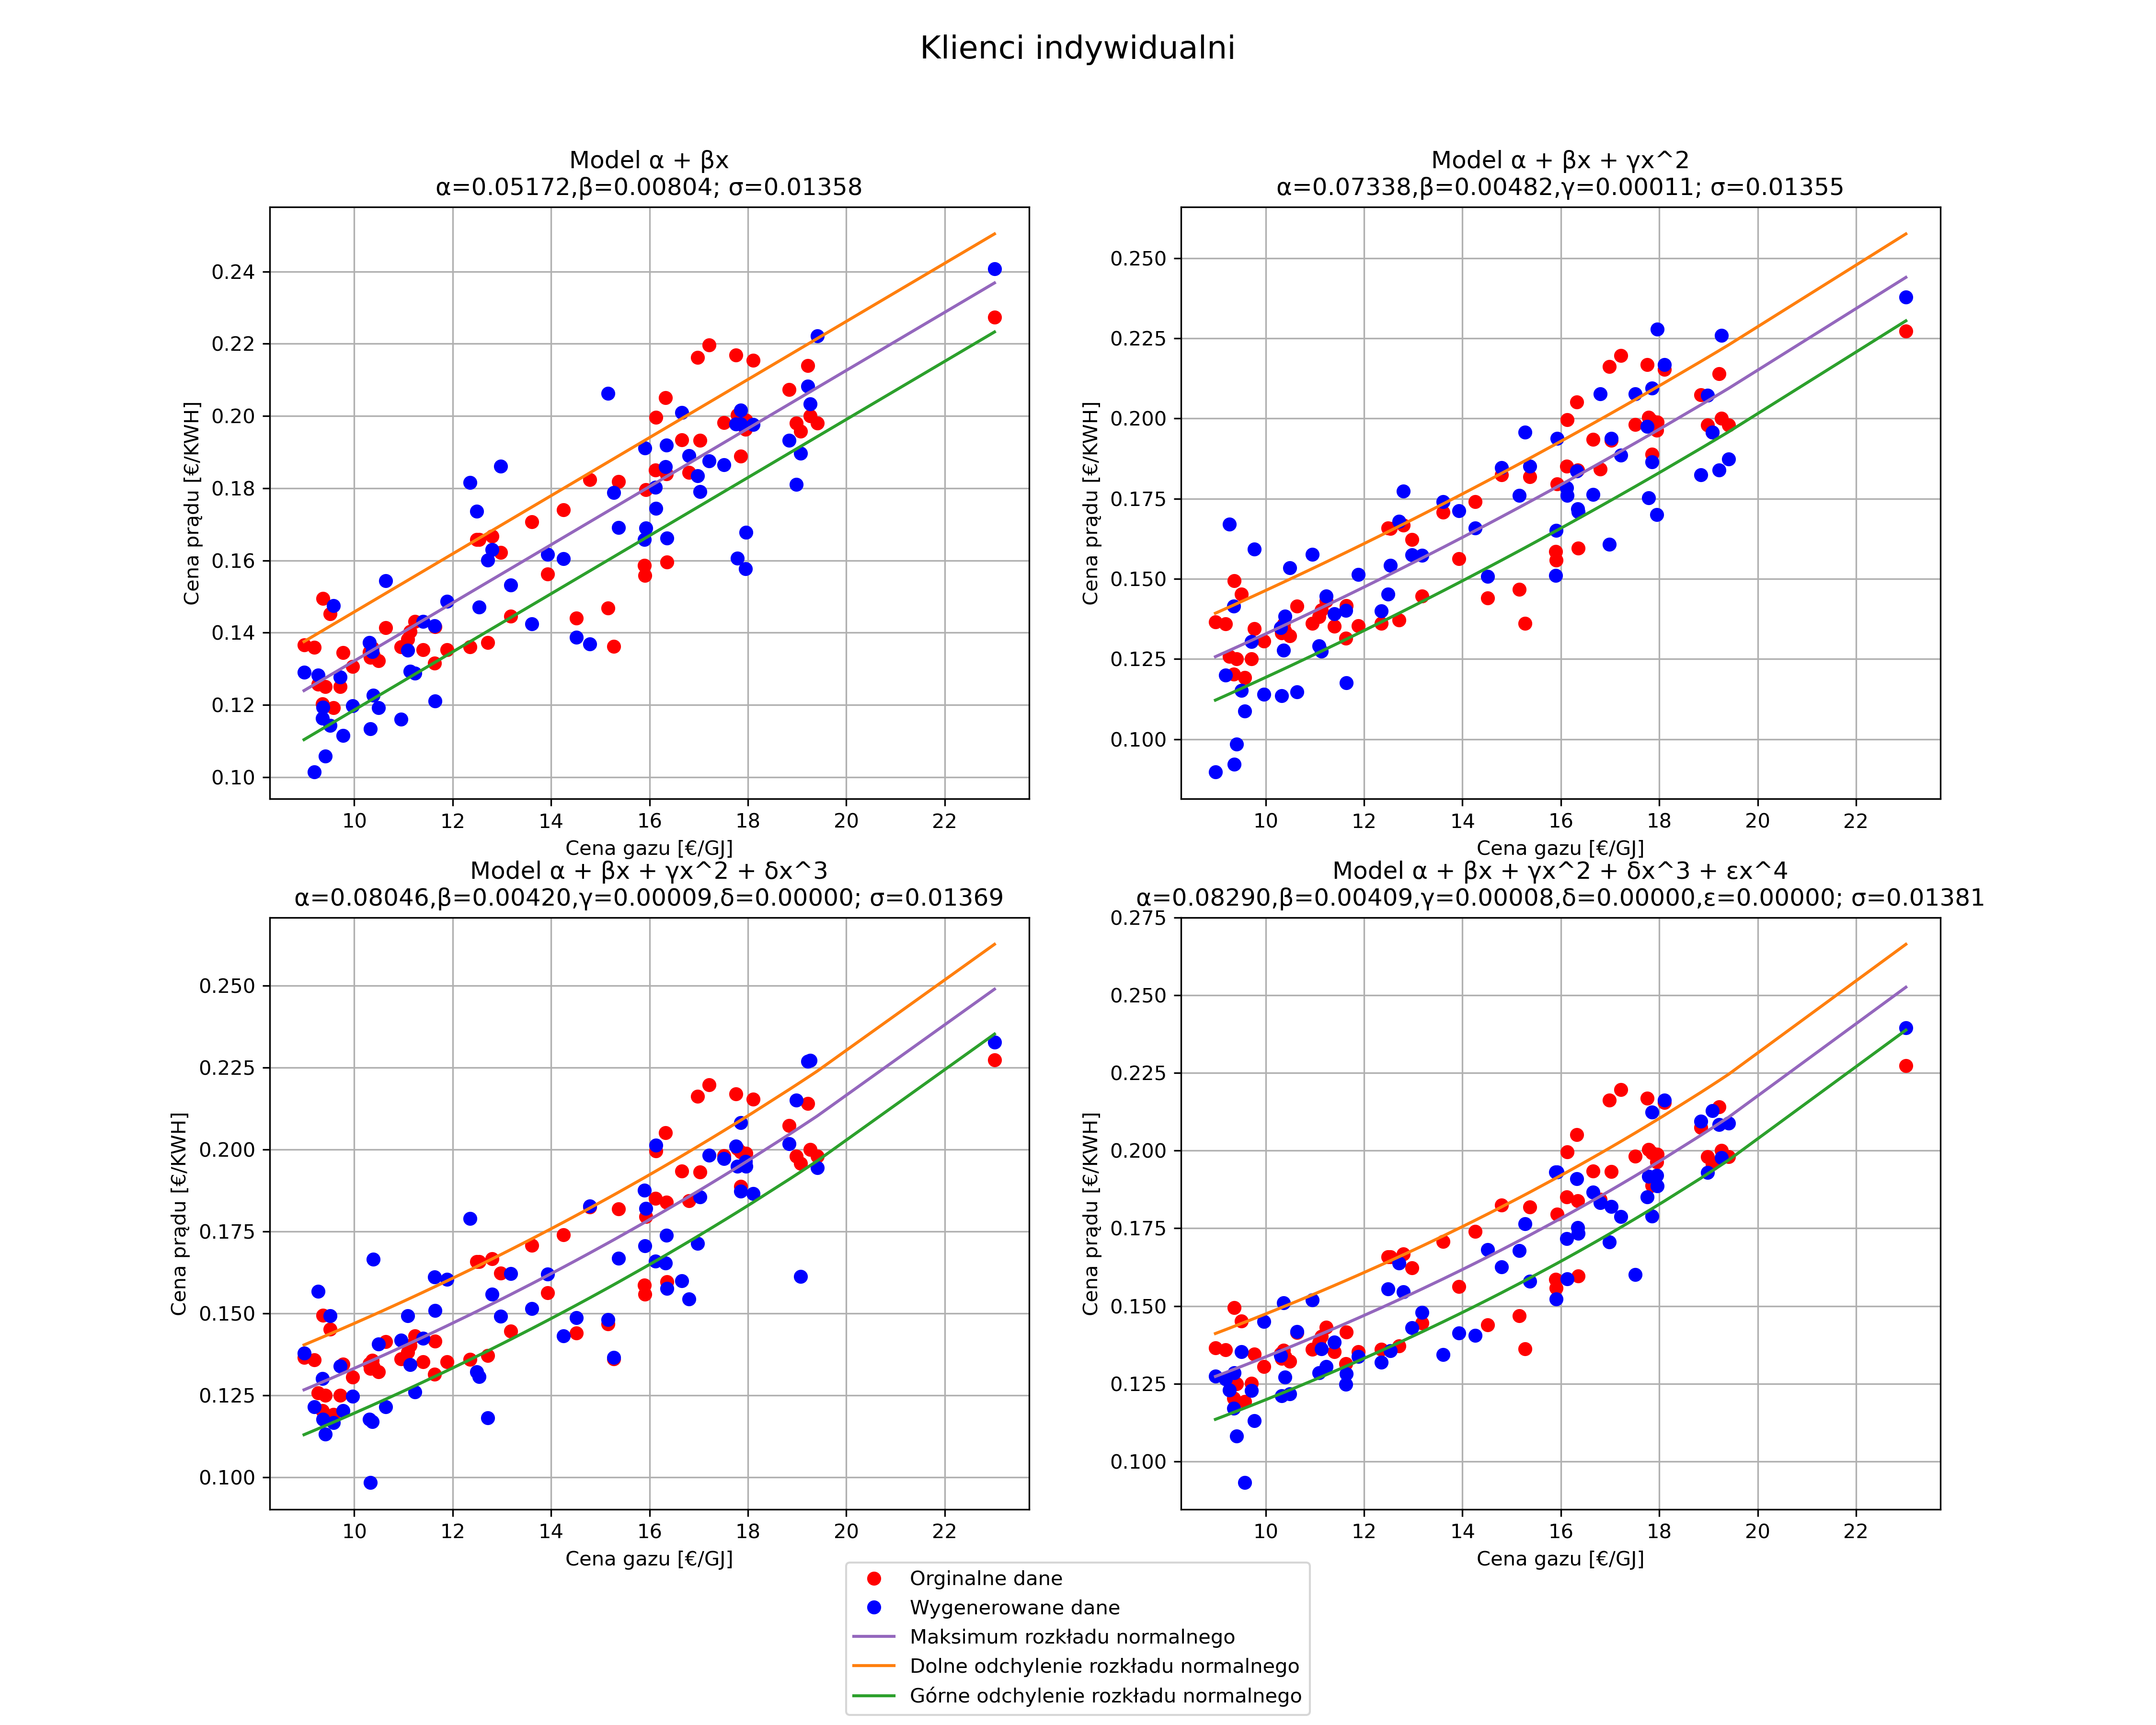 Klienci indywidualni
Model α + βx
α=0.05172,β=0.00804; σ=0.01358
Cena prądu [€/KWH]
0.24
0.22
0.20
0.18
0.16
0.14
0.12
0.10
10 12 14 16 18 20 22
Cena gazu [€/GJ]
Model α + βx + γx^2
α=0.07338,β=0.00482,γ=0.00011; σ=0.01355
Cena prądu [€/KWH]
0.250
0.225
0.200
0.175
0.150
0.125
0.100
10 12 14 16 18 20 22
Cena gazu [€/GJ]
Model α + βx + γx^2 + δx^3
α=0.08046,β=0.00420,γ=0.00009,δ=0.00000; σ=0.01369
Cena prądu [€/KWH]
0.250
0.225
0.200
0.175
0.150
0.125
0.100
10 12 14 16 18 20 22
Cena gazu [€/GJ]
Model α + βx + γx^2 + δx^3 + εx^4
α=0.08290,β=0.00409,γ=0.00008,δ=0.00000,ε=0.00000; σ=0.01381
Cena prądu [€/KWH]
0.275
0.250
0.225
0.200
0.175
0.150
0.125
0.100
10 12 14 16 18 20 22
Cena gazu [€/GJ]
Orginalne dane
Wygenerowane dane
Maksimum rozkładu normalnego
Dolne odchylenie rozkładu normalnego
Górne odchylenie rozkładu normalnego